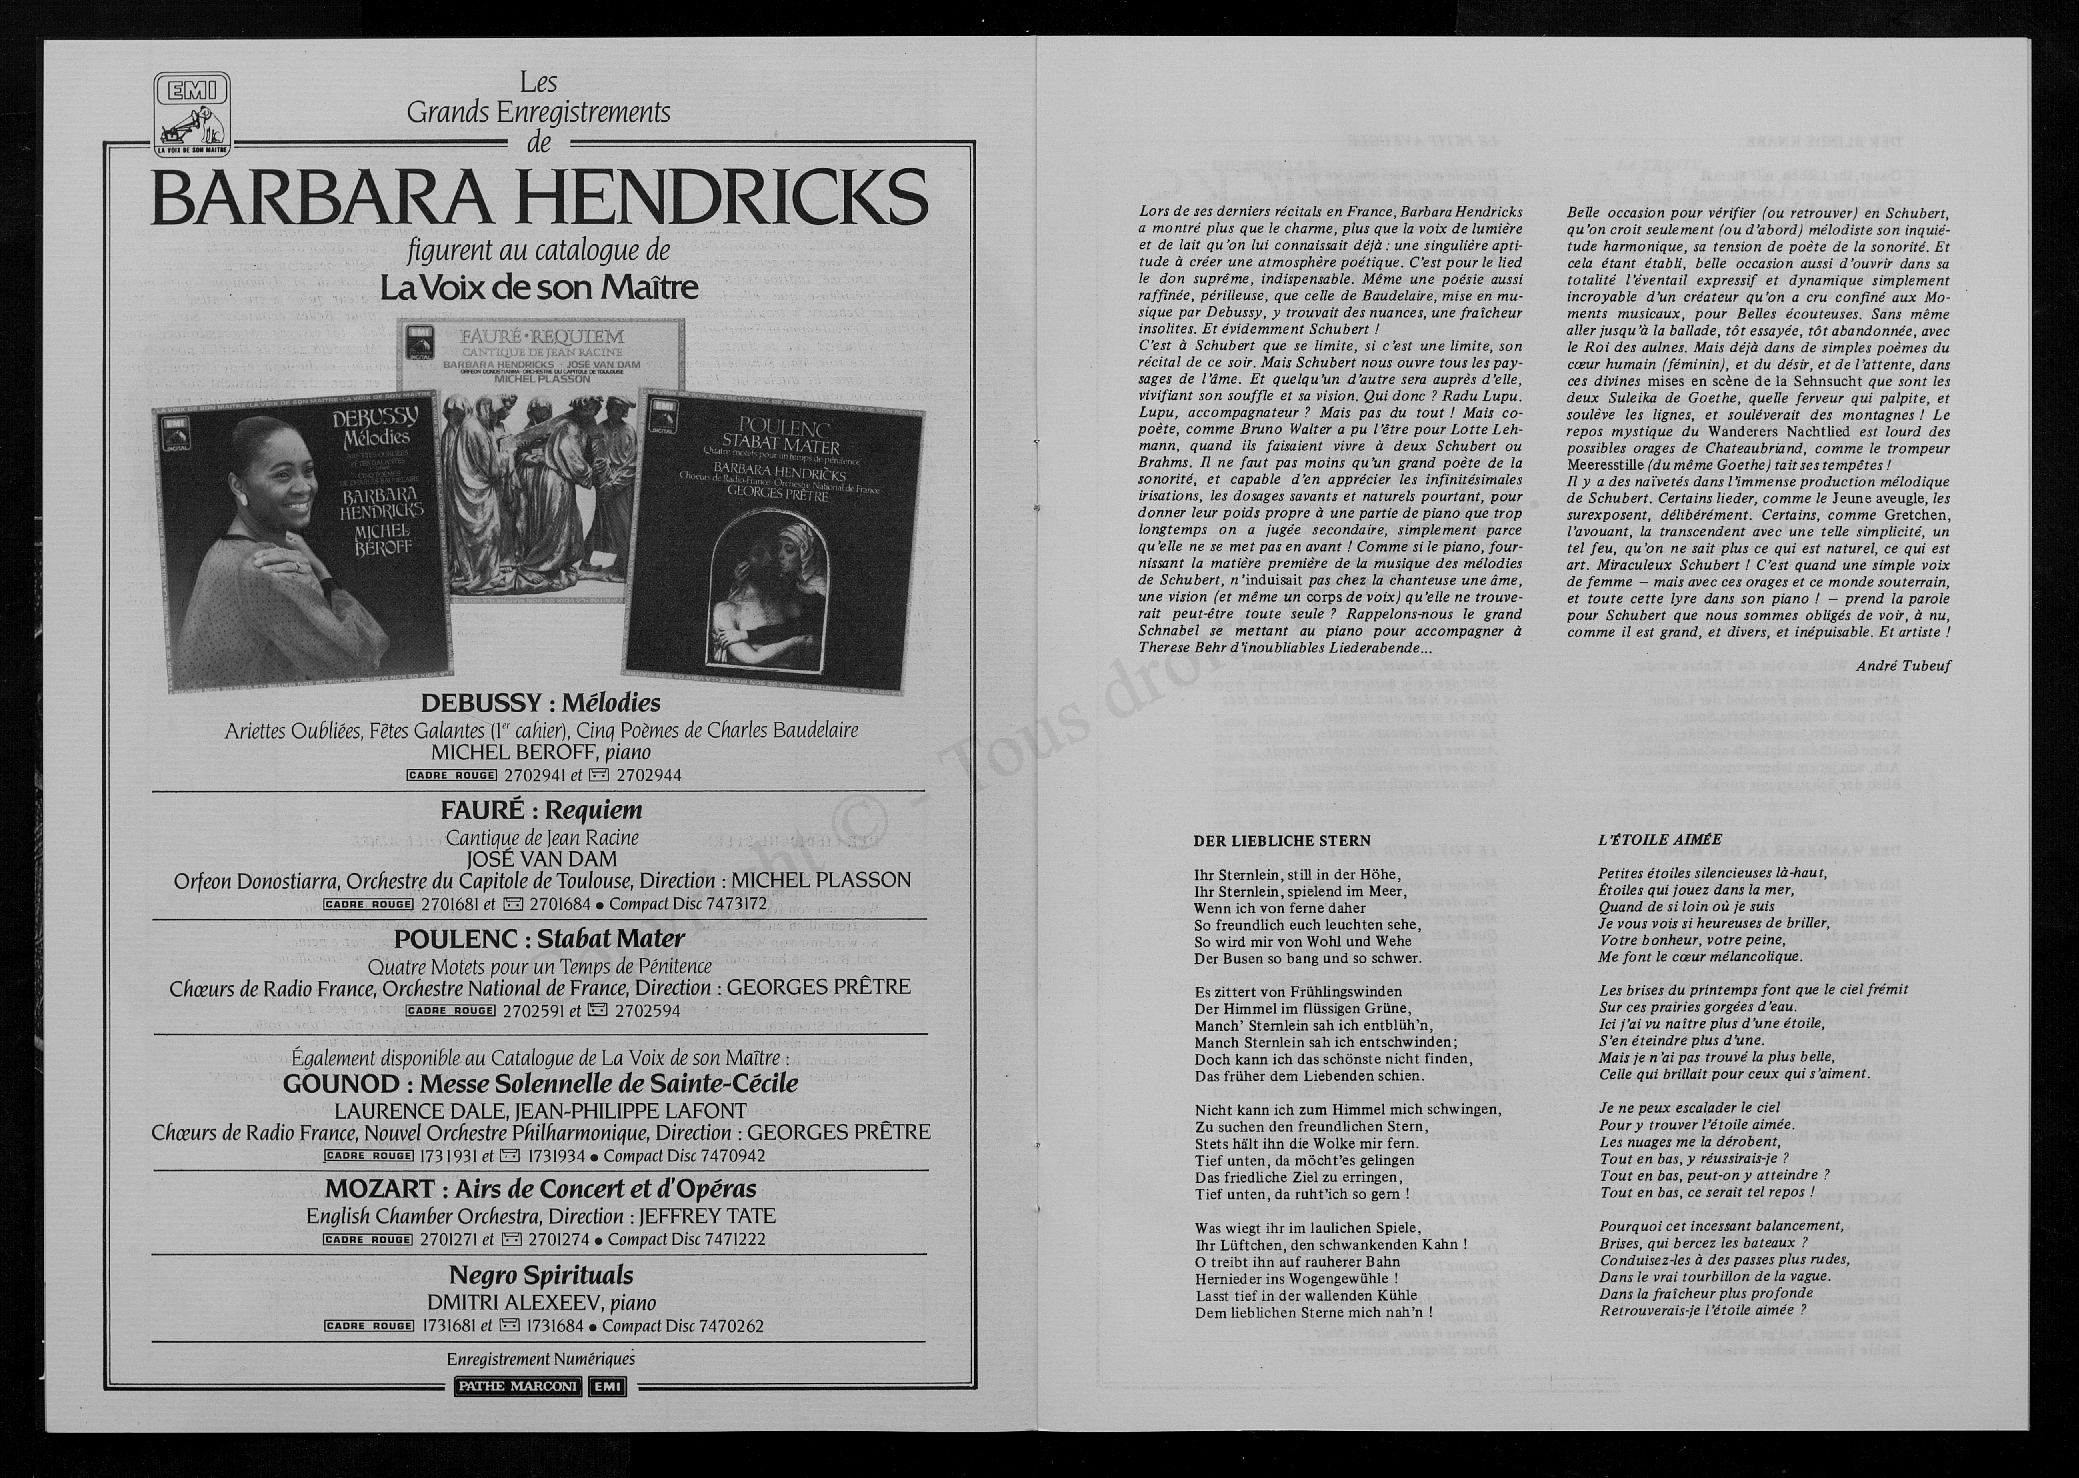 EMI
LA VOIX DE SON MAITRE
Les
Grands Enregistrements
de
BARBARA HENDRICKS
figurent au catalogue de
La Voix de son Maître
EMI
DIGITAL
FAURÉ · REQUIEM
CANTIQUE DE JEAN RACINE
BARBARA HENDRICKS - JOSÉ VAN DAM
ORFEON DONOSTIARRA · ORCHESTRE DU CAPITOLE DE TOULOUSE
MICHEL PLASSON
EMI
DIGITAL
DEBUSSY
Mélodies
ARIETTES OUBLIÉES
FÊTES GALANTES
CINQ POÈMES
DE CHARLES BAUDELAIRE
BARBARA
HENDRICKS
MICHEL
BÉROFF
EMI
DIGITAL
POULENC
STABAT MATER
Quatre motets pour un temps de pénitence
BARBARA HENDRICKS
Chœurs de Radio-France · Orchestre National de France
GEORGES PRÊTRE
DEBUSSY : Mélodies
Ariettes Oubliées, Fêtes Galantes (1er cahier), Cinq Poèmes de Charles Baudelaire
MICHEL BEROFF, piano
CADRE ROUGE 2702941 et 2702944
FAURÉ : Requiem
Cantique de Jean Racine
JOSÉ VAN DAM
Orfeon Donostiarra, Orchestre du Capitole de Toulouse, Direction : MICHEL PLASSON
CADRE ROUGE 2701681 et 2701684 • Compact Disc 7473172
POULENC : Stabat Mater
Quatre Motets pour un Temps de Pénitence
Chœurs de Radio France, Orchestre National de France, Direction : GEORGES PRÊTRE
CADRE ROUGE 2702591 et 2702594
Également disponible au Catalogue de La Voix de son Maître :
GOUNOD : Messe Solennelle de Sainte-Cécile
LAURENCE DALE, JEAN-PHILIPPE LAFONT
Chœurs de Radio France, Nouvel Orchestre Philharmonique, Direction : GEORGES PRÊTRE
CADRE ROUGE 1731931 et 1731934 • Compact Disc 7470942
MOZART : Airs de Concert et d'Opéras
English Chamber Orchestra, Direction : JEFFREY TATE
CADRE ROUGE 2701271 et 2701274 • Compact Disc 7471222
Negro Spirituals
DMITRI ALEXEEV, piano
CADRE ROUGE 1731681 et 1731684 • Compact Disc 7470262
Enregistrement Numériques
PATHE MARCONI EMI
Lors de ses derniers récitals en France, Barbara Hendricks
a montré plus que le charme, plus que la voix de lumière
et de lait qu'on lui connaissait déjà : une singulière apti-
tude à créer une atmosphère poétique. C'est pour le lied
le don suprême, indispensable. Même une poésie aussi
raffinée, périlleuse, que celle de Baudelaire, mise en mu-
sique par Debussy, y trouvait des nuances, une fraîcheur
insolites. Et évidemment Schubert !
C'est à Schubert que se limite, si c'est une limite, son
récital de ce soir. Mais Schubert nous ouvre tous les pay-
sages de l'âme. Et quelqu'un d'autre sera auprès d'elle,
vivifiant son souffle et sa vision. Qui donc ? Radu Lupu.
Lupu, accompagnateur ? Mais pas du tout ! Mais co-
poète, comme Bruno Walter a pu l'être pour Lotte Leh-
mann, quand ils faisaient vivre à deux Schubert ou
Brahms. Il ne faut pas moins qu'un grand poète de la
sonorité, et capable d'en apprécier les infinitésimales
irisations, les dosages savants et naturels pourtant, pour
donner leur poids propre à une partie de piano que trop
longtemps on a jugée secondaire, simplement parce
qu'elle ne se met pas en avant ! Comme si le piano, four-
nissant la matière première de la musique des mélodies
de Schubert, n'induisait pas chez la chanteuse une âme,
une vision (et même un corps de voix) qu'elle ne trouve-
rait peut-être toute seule ? Rappelons-nous le grand
Schnabel se mettant au piano pour accompagner à
Therese Behr d'inoubliables Liederabende...
Belle occasion pour vérifier (ou retrouver) en Schubert,
qu'on croit seulement (ou d'abord) mélodiste son inquié-
tude harmonique, sa tension de poète de la sonorité. Et
cela étant établi, belle occasion aussi d'ouvrir dans sa
totalité l'éventail expressif et dynamique simplement
incroyable d'un créateur qu'on a cru confiné aux Mo-
ments musicaux, pour Belles écouteuses. Sans même
aller jusqu'à la ballade, tôt essayée, tôt abandonnée, avec
le Roi des aulnes. Mais déjà dans de simples poèmes du
cœur humain (féminin), et du désir, et de l'attente, dans
ces divines mises en scène de la Sehnsucht que sont les
deux Suleika de Goethe, quelle ferveur qui palpite, et
soulève les lignes, et souléverait des montagnes ! Le
repos mystique du Wanderers Nachtlied est lourd des
possibles orages de Chateaubriand, comme le trompeur
Meeresstille (du même Goethe) tait ses tempêtes !
Il y a des naïvetés dans l'immense production mélodique
de Schubert. Certains lieder, comme le Jeune aveugle, les
surexposent, délibérément. Certains, comme Gretchen,
l'avouant, la transcendent avec une telle simplicité, un
tel feu, qu'on ne sait plus ce qui est naturel, ce qui est
art. Miraculeux Schubert ! C'est quand une simple voix
de femme – mais avec ces orages et ce monde souterrain,
et toute cette lyre dans son piano ! – prend la parole
pour Schubert que nous sommes obligés de voir, à nu,
comme il est grand, et divers, et inépuisable. Et artiste !
André Tubeuf
DER LIEBLICHE STERN
Ihr Sternlein, still in der Höhe,
Ihr Sternlein, spielend im Meer,
Wenn ich von ferne daher
So freundlich euch leuchten sehe,
So wird mir von Wohl und Wehe
Der Busen so bang und so schwer.
Es zittert von Frühlingswinden
Der Himmel im flüssigen Grüne,
Manch' Sternlein sah ich entblüh'n,
Manch Sternlein sah ich entschwinden;
Doch kann ich das schönste nicht finden,
Das früher dem Liebenden schien.
Nicht kann ich zum Himmel mich schwingen,
Zu suchen den freundlichen Stern,
Stets hält ihn die Wolke mir fern.
Tief unten, da möcht'es gelingen
Das friedliche Ziel zu erringen,
Tief unten, da ruht'ich so gern !
Was wiegt ihr im laulichen Spiele,
Ihr Lüftchen, den schwankenden Kahn !
O treibt ihn auf rauherer Bahn
Hernieder ins Wogengewühle !
Lasst tief in der wallenden Kühle
Dem lieblichen Sterne mich nah'n !
L'ÉTOILE AIMÉE
Petites étoiles silencieuses là-haut,
Étoiles qui jouez dans la mer,
Quand de si loin où je suis
Je vous vois si heureuses de briller,
Votre bonheur, votre peine,
Me font le cœur mélancolique.
Les brises du printemps font que le ciel frémit
Sur ces prairies gorgées d'eau.
Ici j'ai vu naître plus d'une étoile,
S'en éteindre plus d'une.
Mais je n'ai pas trouvé la plus belle,
Celle qui brillait pour ceux qui s'aiment.
Je ne peux escalader le ciel
Pour y trouver l'étoile aimée.
Les nuages me la dérobent,
Tout en bas, y réussirais-je ?
Tout en bas, peut-on y atteindre ?
Tout en bas, ce serait tel repos !
Pourquoi cet incessant balancement,
Brises, qui bercez les bateaux ?
Conduisez-les à des passes plus rudes,
Dans le vrai tourbillon de la vague.
Dans la fraîcheur plus profonde
Retrouverais-je l'étoile aimée ?
Copyright © - Tous droits